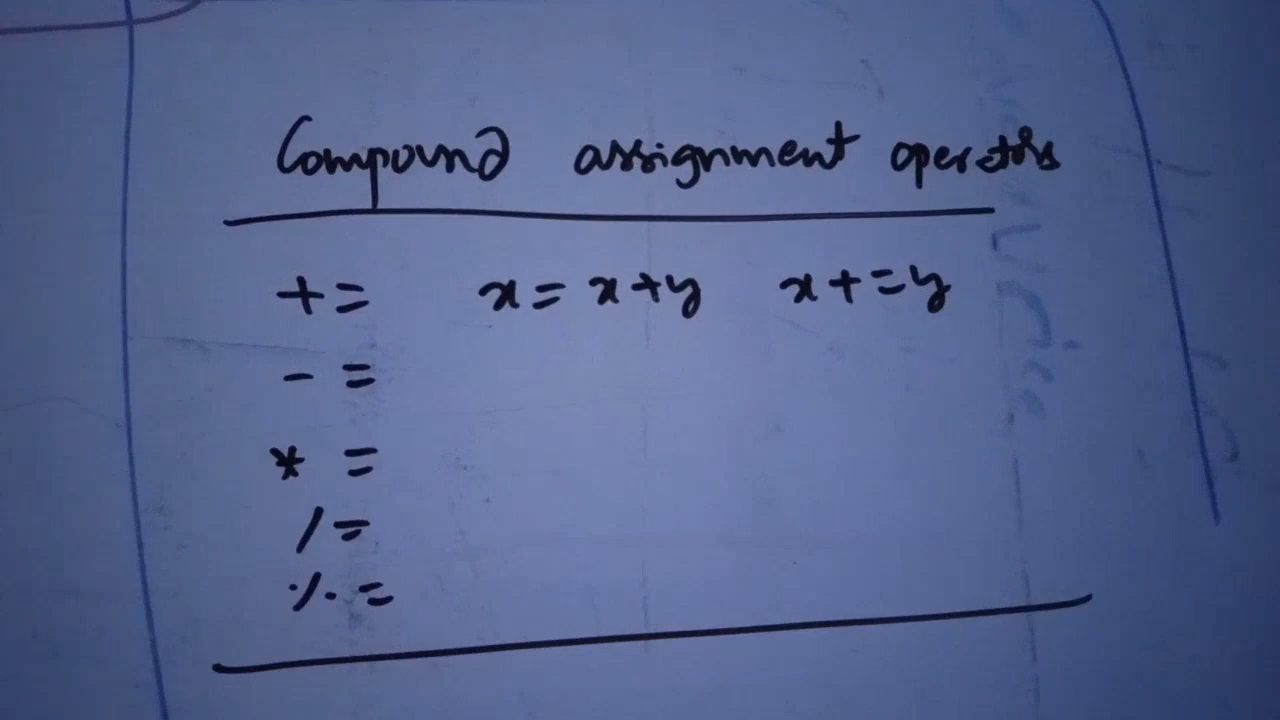 Compound assignment operators
+= x = x+y x+=y
- =
* =
/=
% =